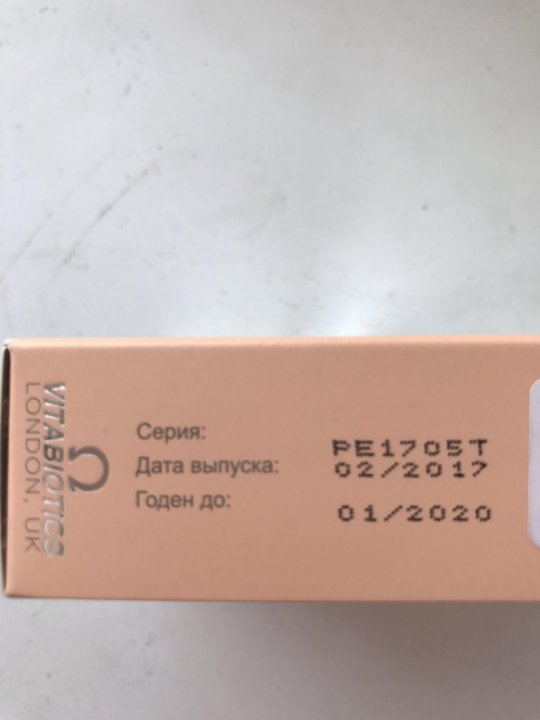 Серия: PE1705T
Дата выпуска: 02/2017
Годен до: 01/2020
VITABIOTICS
LONDON, UK